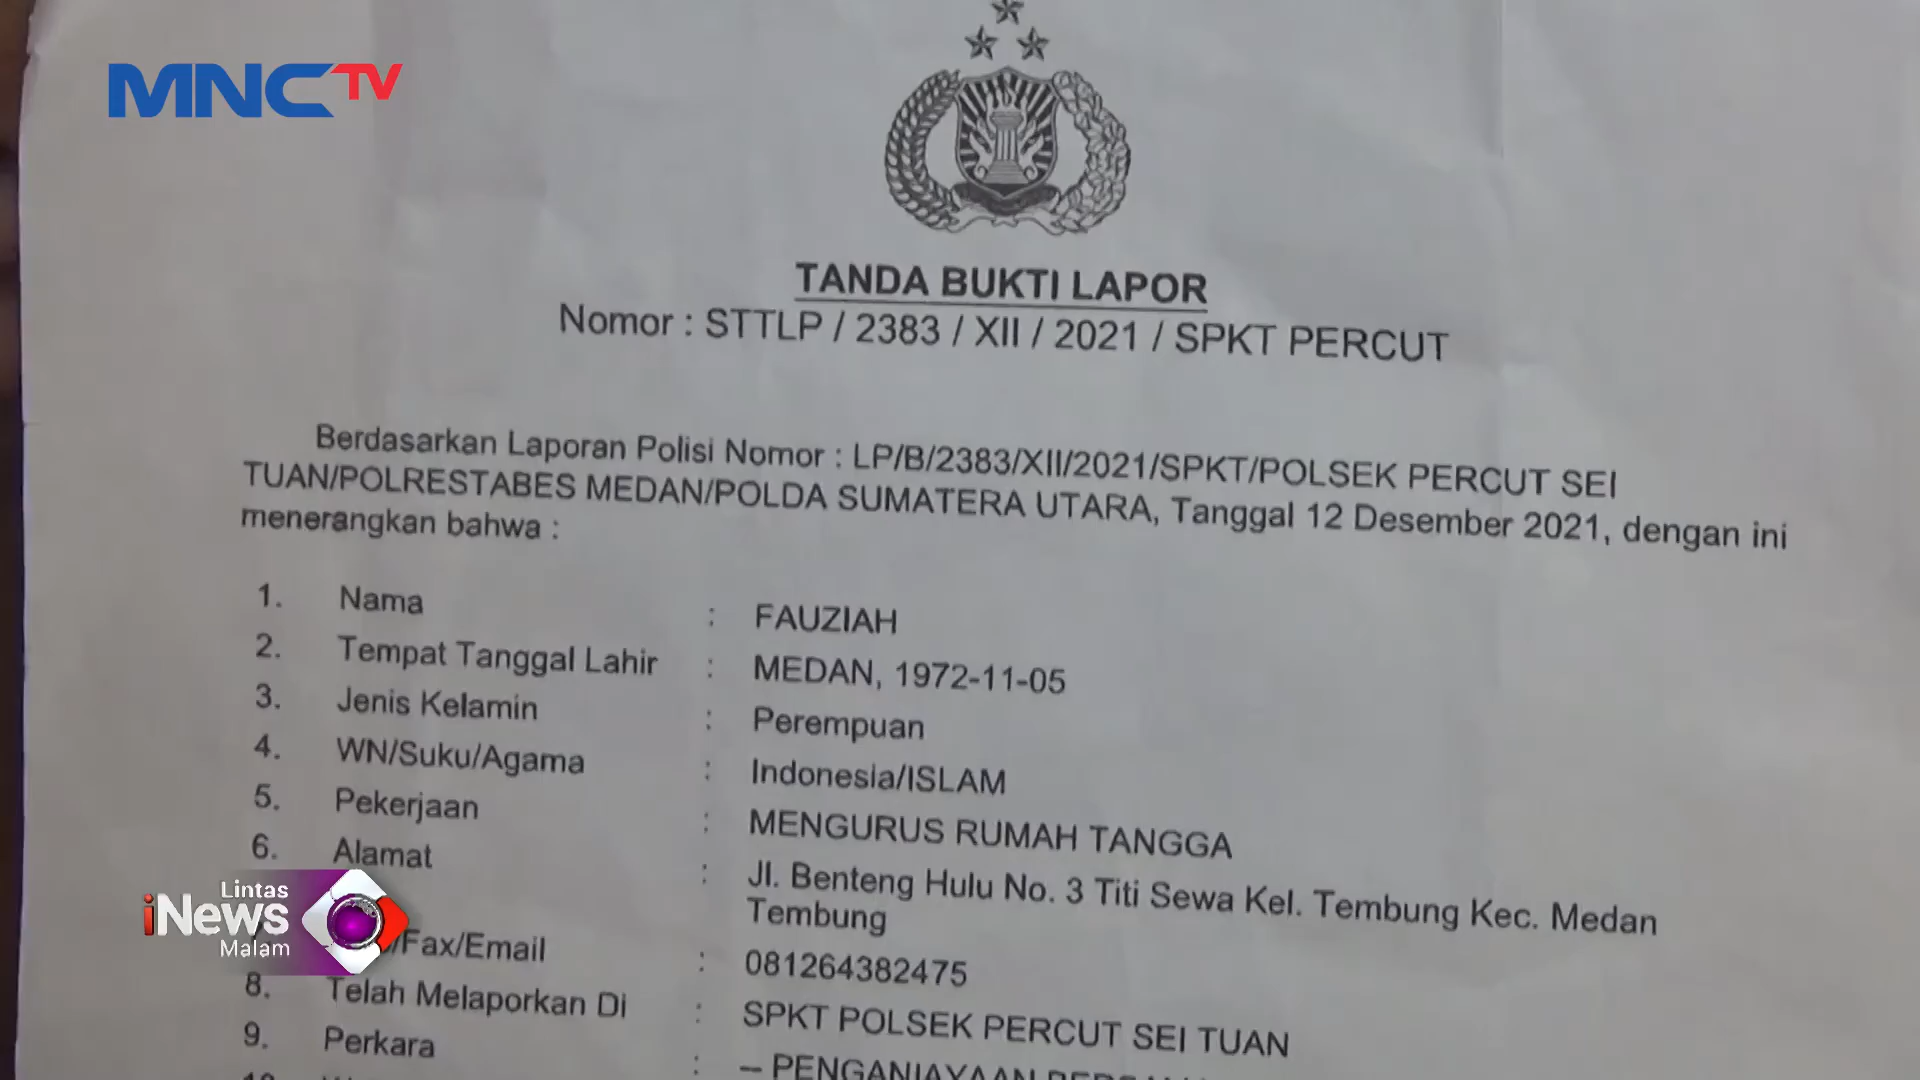 MNCTV
TANDA BUKTI LAPOR
Nomor : STTLP / 2383 / XII / 2021 / SPKT PERCUT
Berdasarkan Laporan Polisi Nomor : LP/B/2383/XII/2021/SPKT/POLSEK PERCUT SEI
TUAN/POLRESTABES MEDAN/POLDA SUMATERA UTARA, Tanggal 12 Desember 2021, dengan ini
menerangkan bahwa :
1. Nama : FAUZIAH
2. Tempat Tanggal Lahir : MEDAN, 1972-11-05
3. Jenis Kelamin : Perempuan
4. WN/Suku/Agama : Indonesia/ISLAM
5. Pekerjaan : MENGURUS RUMAH TANGGA
6. Alamat : Jl. Benteng Hulu No. 3 Titi Sewa Kel. Tembung Kec. Medan
Tembung
/Fax/Email : 081264382475
8. Telah Melaporkan Di : SPKT POLSEK PERCUT SEI TUAN
9. Perkara : -- PENGANIAYAAN
Lintas
iNews
Malam